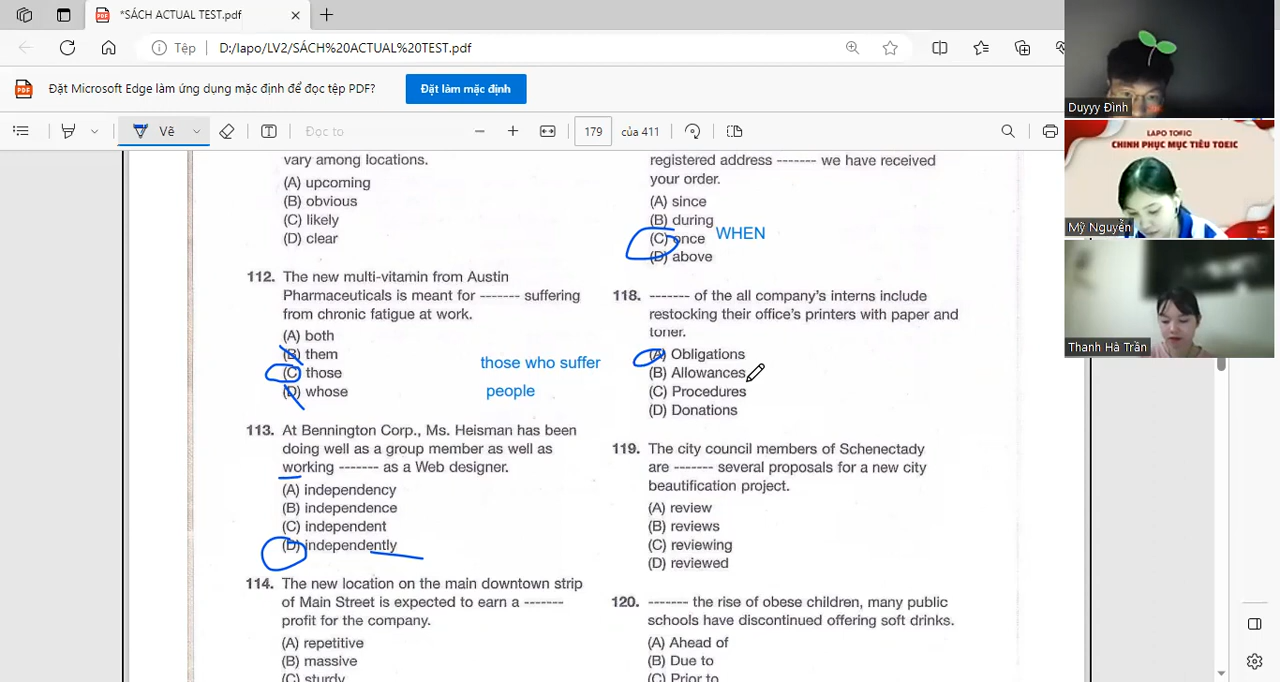 *SÁCH ACTUAL TEST.pdf
Tệp
D:/lapo/LV2/SÁCH%20ACTUAL%20TEST.pdf
Đặt Microsoft Edge làm ứng dụng mặc định để đọc tệp PDF?
Đặt làm mặc định
Vẽ
Đọc to
179
của 411
vary among locations.
(A) upcoming
(B) obvious
(C) likely
(D) clear
112. The new multi-vitamin from Austin
Pharmaceuticals is meant for ------- suffering
from chronic fatigue at work.
(A) both
(B) them
(C) those
(D) whose
those who suffer
people
113. At Bennington Corp., Ms. Heisman has been
doing well as a group member as well as
working ------- as a Web designer.
(A) independency
(B) independence
(C) independent
(D) independently
114. The new location on the main downtown strip
of Main Street is expected to earn a -------
profit for the company.
(A) repetitive
(B) massive
(C) sturdy
registered address ------- we have received
your order.
(A) since
(B) during
(C) once
WHEN
(D) above
118. ------- of the all company's interns include
restocking their office's printers with paper and
toner.
(A) Obligations
(B) Allowances
(C) Procedures
(D) Donations
119. The city council members of Schenectady
are ------- several proposals for a new city
beautification project.
(A) review
(B) reviews
(C) reviewing
(D) reviewed
120. ------- the rise of obese children, many public
schools have discontinued offering soft drinks.
(A) Ahead of
(B) Due to
(C) Prior to
Duyyy Đình
LAPO TOEIC
CHINH PHỤC MỤC TIÊU TOEIC
Mỹ Nguyễn
Thanh Hà Trần